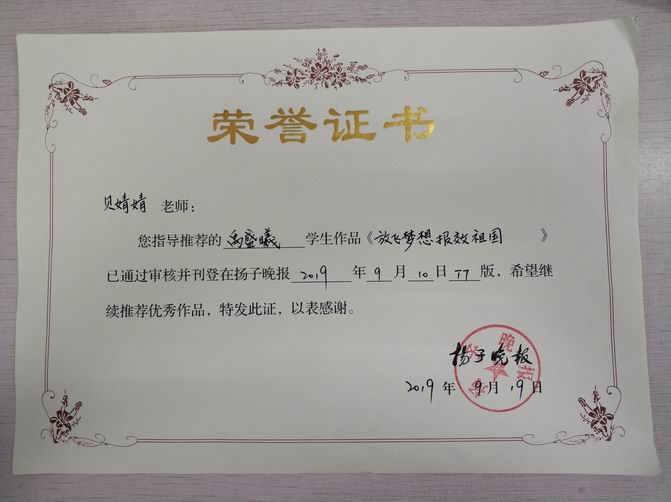 荣誉证书
贝婧婧 老师：
您指导推荐的 禹盛曦 学生作品《放飞梦想报效祖国》
已通过审核并刊登在扬子晚报 2019 年 9 月 10 日 T7 版，希望继
续推荐优秀作品，特发此证，以表感谢。
扬子晚报
2019 年 9 月 19 日